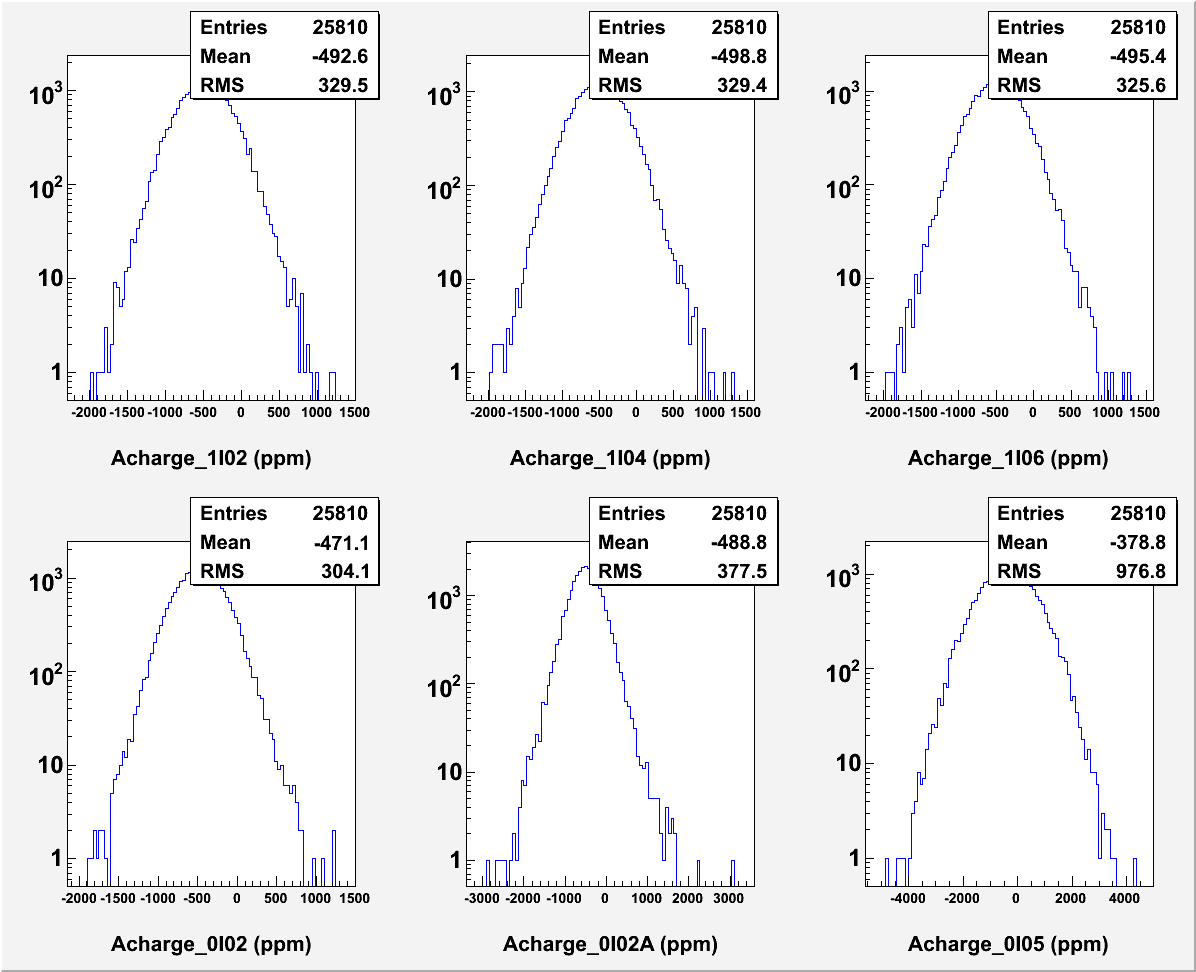 Entries 25810
Mean -492.6
RMS 329.5
10³
10²
10
1
-2000 -1500 -1000 -500 0 500 1000 1500
Acharge_1I02 (ppm)
Entries 25810
Mean -498.8
RMS 329.4
10³
10²
10
1
-2000 -1500 -1000 -500 0 500 1000 1500
Acharge_1I04 (ppm)
Entries 25810
Mean -495.4
RMS 325.6
10³
10²
10
1
-2000 -1500 -1000 -500 0 500 1000 1500
Acharge_1I06 (ppm)
Entries 25810
Mean -471.1
RMS 304.1
10³
10²
10
1
-2000 -1500 -1000 -500 0 500 1000 1500
Acharge_0I02 (ppm)
Entries 25810
Mean -488.8
RMS 377.5
10³
10²
10
1
-3000 -2000 -1000 0 1000 2000 3000
Acharge_0I02A (ppm)
Entries 25810
Mean -378.8
RMS 976.8
10³
10²
10
1
-4000 -2000 0 2000 4000
Acharge_0I05 (ppm)